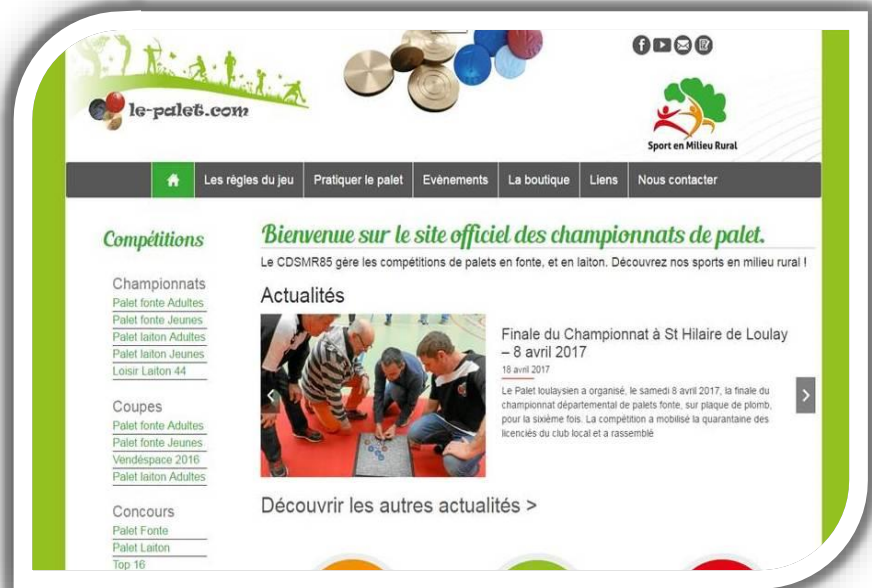 le-palet.com
Sport en Milieu Rural
Les règles du jeu Pratiquer le palet Evènements La boutique Liens Nous contacter
Compétitions
Championnats
Palet fonte Adultes
Palet fonte Jeunes
Palet laiton Adultes
Palet laiton Jeunes
Loisir Laiton 44
Coupes
Palet fonte Adultes
Palet fonte Jeunes
Vendéspace 2016
Palet laiton Adultes
Concours
Palet Fonte
Palet Laiton
Top 16
Bienvenue sur le site officiel des championnats de palet.
Le CDSMR85 gère les compétitions de palets en fonte, et en laiton. Découvrez nos sports en milieu rural !
Actualités
Finale du Championnat à St Hilaire de Loulay
– 8 avril 2017
18 avril 2017
Le Palet loulaysien a organisé, le samedi 8 avril 2017, la finale du
championnat départemental de palets fonte, sur plaque de plomb,
pour la sixième fois. La compétition a mobilisé la quarantaine des
licenciés du club local et a rassemblé
Découvrir les autres actualités >